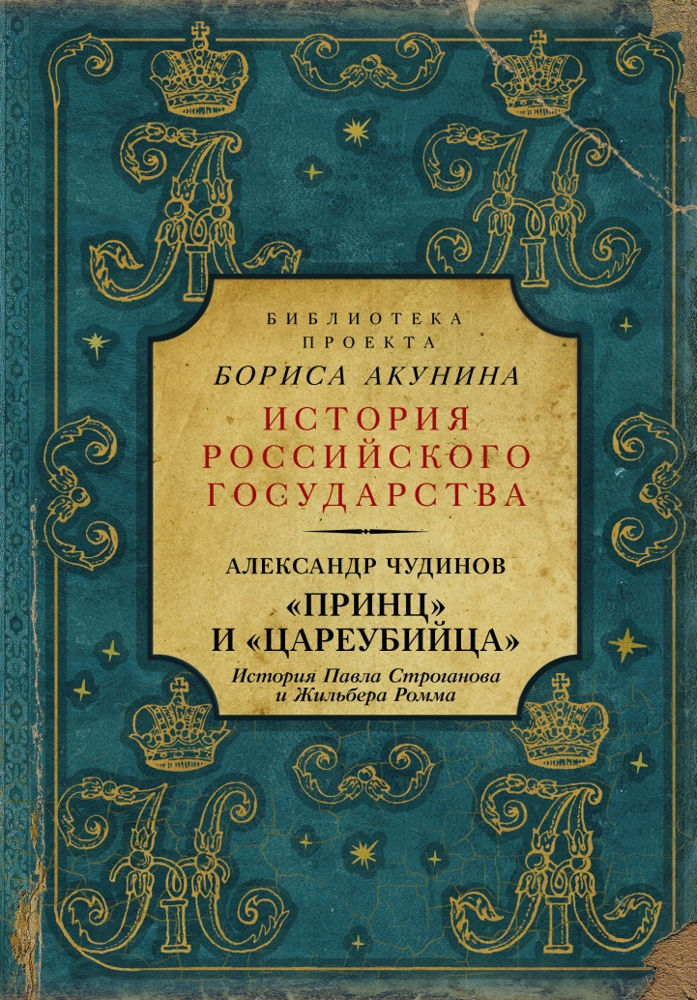 БИБЛИОТЕКА
ПРОЕКТА
БОРИСА АКУНИНА
ИСТОРИЯ
РОССИЙСКОГО
ГОСУДАРСТВА
АЛЕКСАНДР ЧУДИНОВ
«ПРИНЦ»
И «ЦАРЕУБИЙЦА»
История Павла Строганова
и Жильбера Ромма